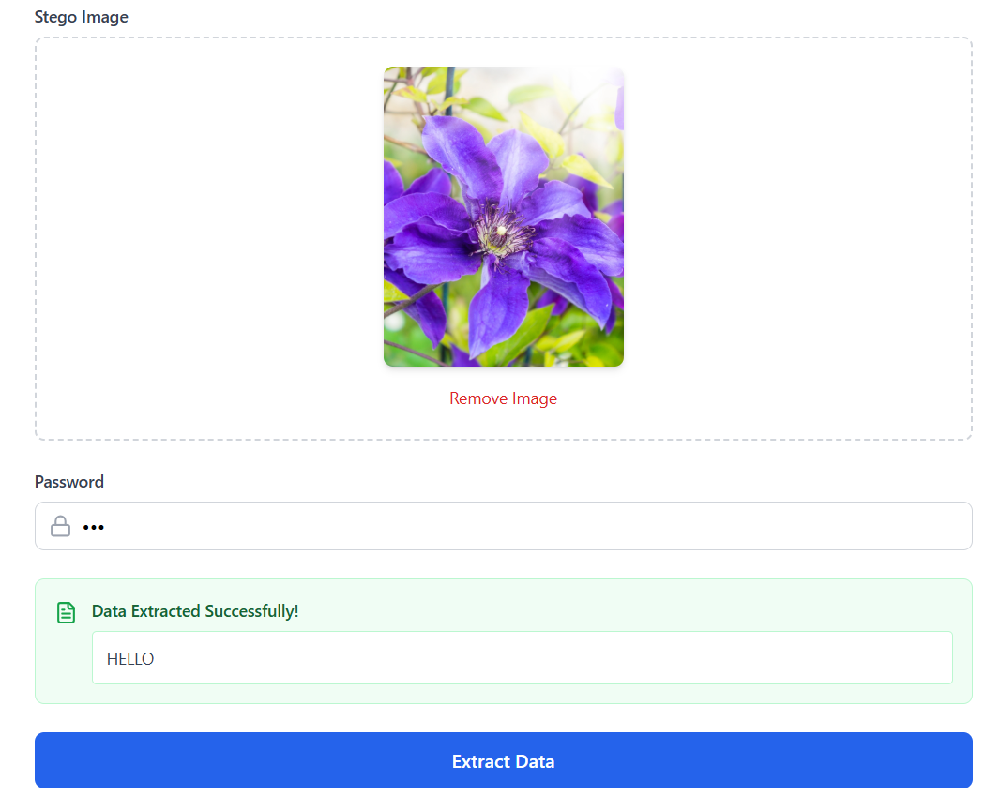 Stego Image
Remove Image
Password
•••
Data Extracted Successfully!
HELLO
Extract Data